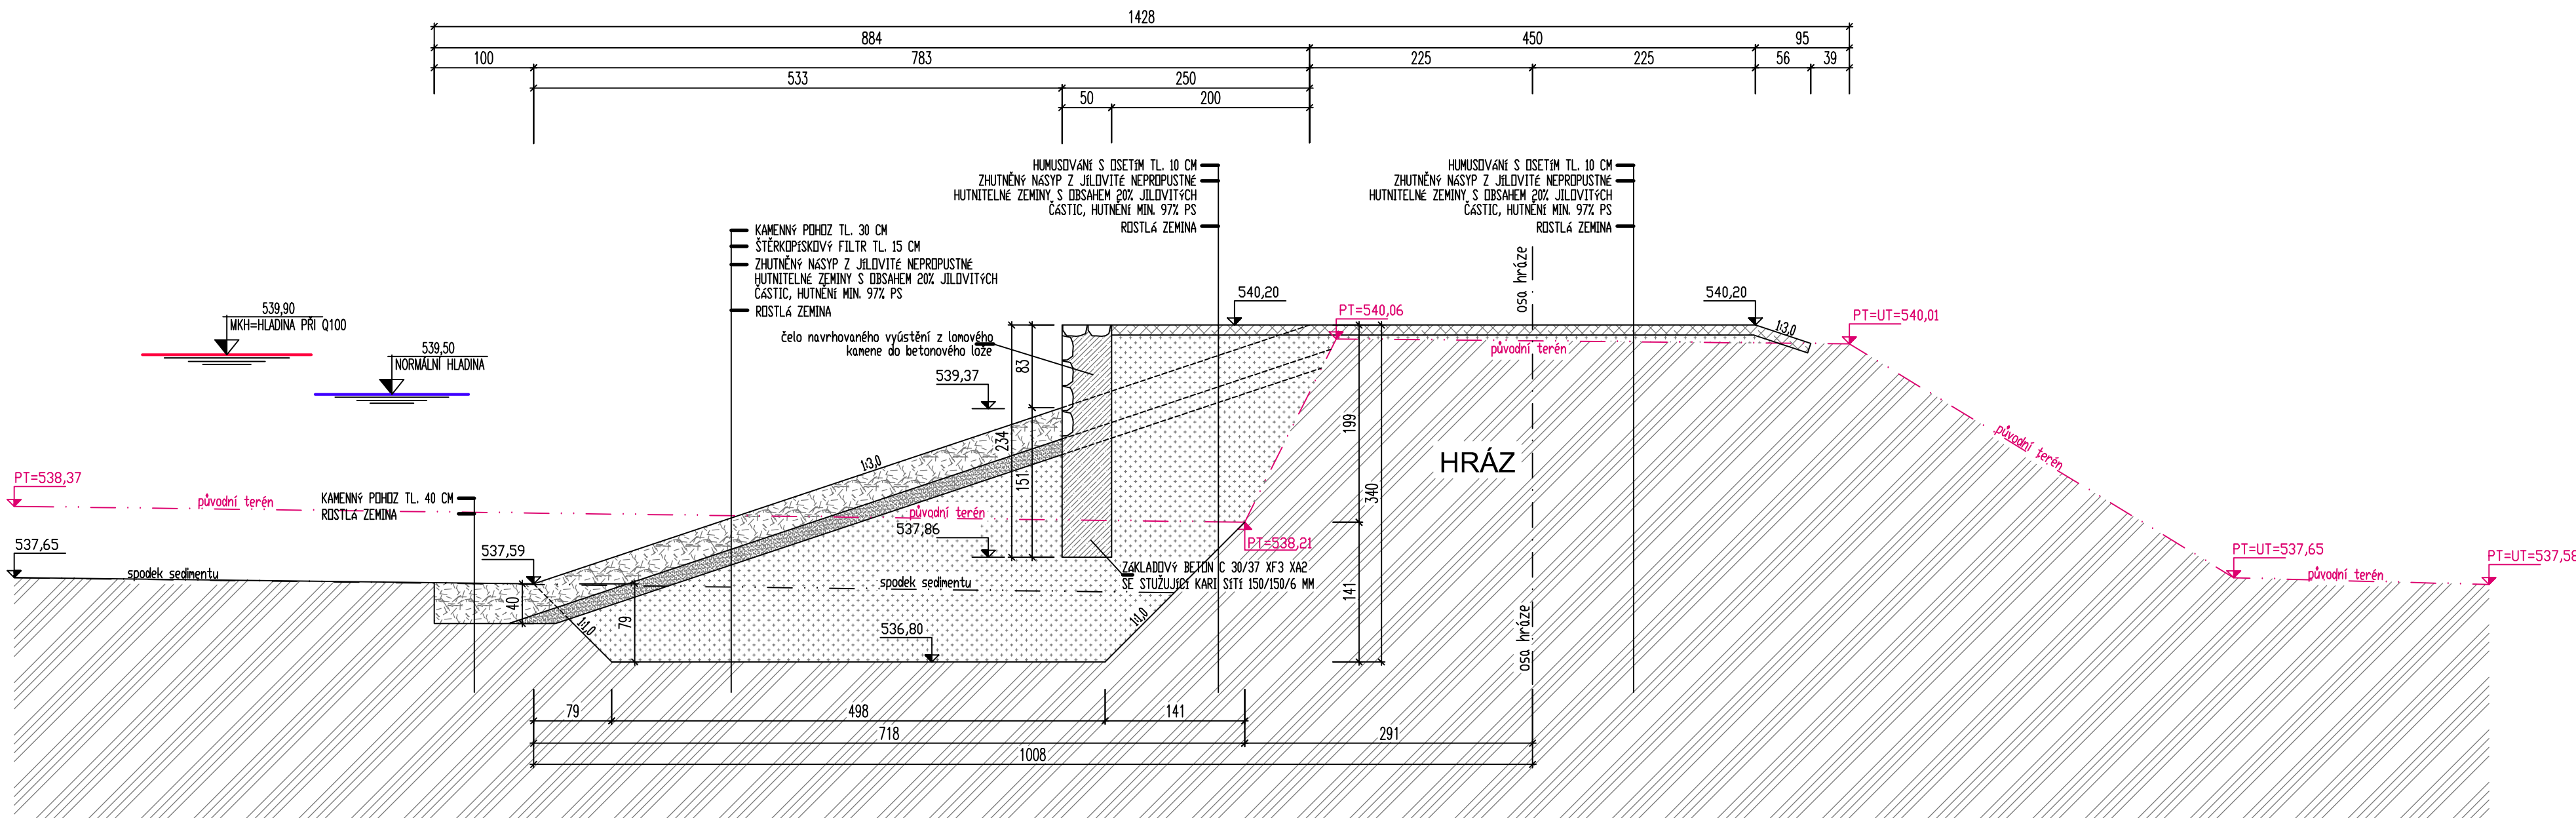 1428
884
450
95
100
783
225
225
56
39
533
250
50
200
HUMUSOVÁNÍ S OSETÍM TL. 10 CM
ZHUTNĚNÝ NÁSYP Z JÍLOVITÉ NEPROPUSTNÉ
HUTNITELNÉ ZEMINY S OBSAHEM 20% JILOVITÝCH
ČÁSTIC, HUTNĚNÍ MIN. 97% PS
ROSTLÁ ZEMINA
HUMUSOVÁNÍ S OSETÍM TL. 10 CM
ZHUTNĚNÝ NÁSYP Z JÍLOVITÉ NEPROPUSTNÉ
HUTNITELNÉ ZEMINY S OBSAHEM 20% JILOVITÝCH
ČÁSTIC, HUTNĚNÍ MIN. 97% PS
ROSTLÁ ZEMINA
KAMENNÝ POHOZ TL. 30 CM
ŠTĚRKOPÍSKOVÝ FILTR TL. 15 CM
ZHUTNĚNÝ NÁSYP Z JÍLOVITÉ NEPROPUSTNÉ
HUTNITELNÉ ZEMINY S OBSAHEM 20% JILOVITÝCH
ČÁSTIC, HUTNĚNÍ MIN. 97% PS
ROSTLÁ ZEMINA
osa hráze
539,90
MKH=HLADINA PŘI Q100
539,50
NORMÁLNÍ HLADINA
čelo navrhovaného vyústění z lomového
kamene do betonového lože
540,20
PT=540,06
540,20
1:3,0
PT=UT=540,01
původní terén
539,37
83
234
151
199
340
141
1:3,0
HRÁZ
původní terén
PT=538,37
původní terén
KAMENNÝ POHOZ TL. 40 CM
ROSTLÁ ZEMINA
původní terén
537,86
PT=538,21
537,65
537,59
spodek sedimentu
ZÁKLADOVÝ BETON C 30/37 XF3 XA2
SE STUŽUJÍCÍ KARI SÍTÍ 150/150/6 MM
spodek sedimentu
PT=UT=537,65
původní terén
PT=UT=537,58
40
1:1,0
79
536,80
1:1,0
osa hráze
79
498
141
718
291
1008